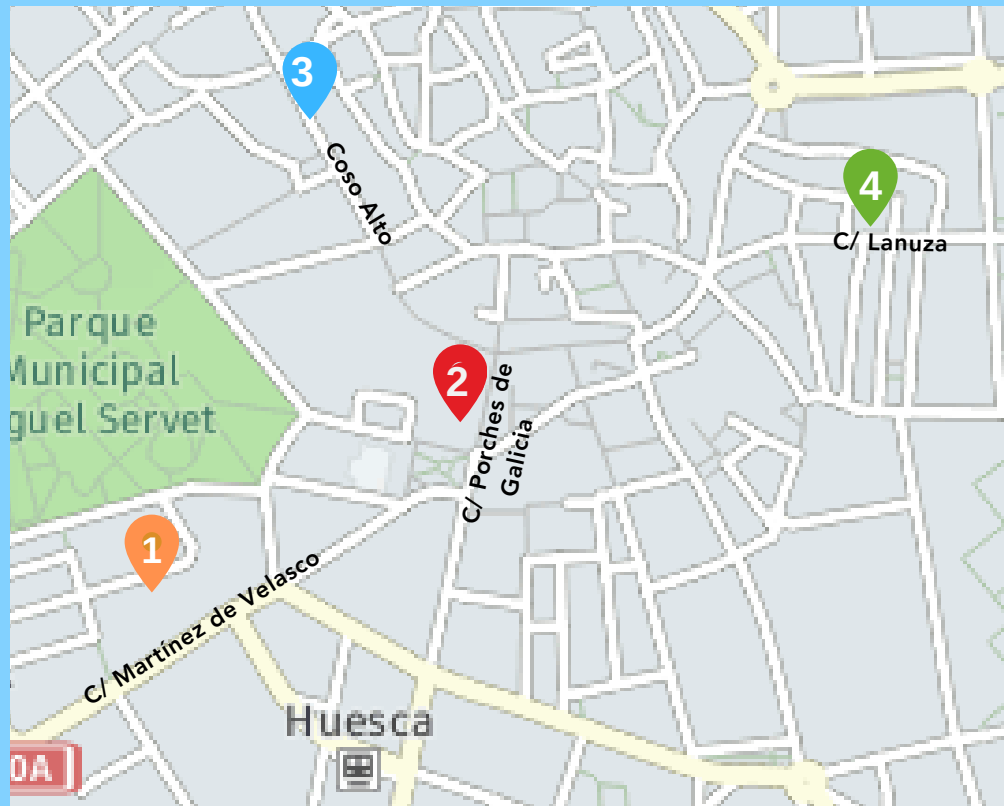 3
Coso Alto
4
C/ Lanuza
Parque
Municipal
guel Servet
2
C/ Porches de
Galicia
1
C/ Martínez de Velasco
Huesca
0A